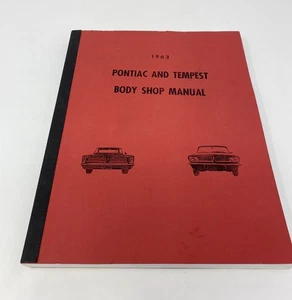 1963
PONTIAC AND TEMPEST
BODY SHOP MANUAL